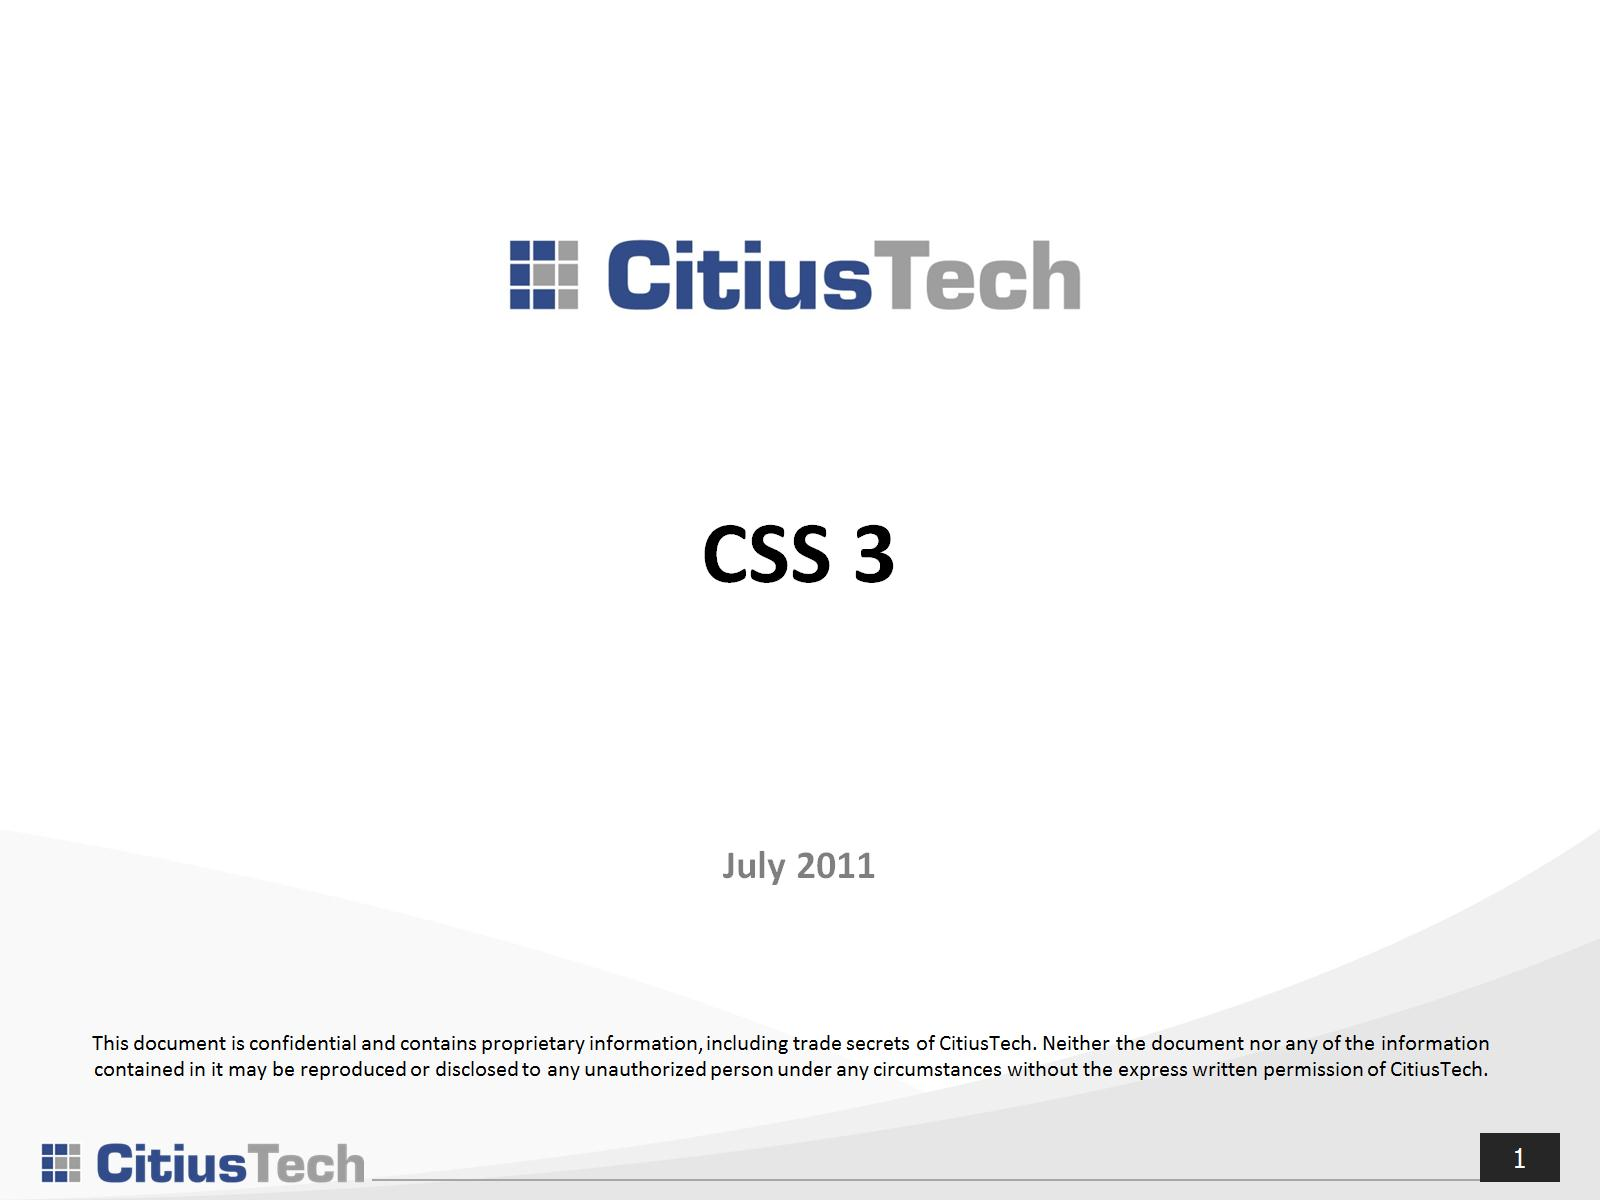 CitiusTech
CSS 3
July 2011
This document is confidential and contains proprietary information, including trade secrets of CitiusTech. Neither the document nor any of the information
contained in it may be reproduced or disclosed to any unauthorized person under any circumstances without the express written permission of CitiusTech.
CitiusTech
1